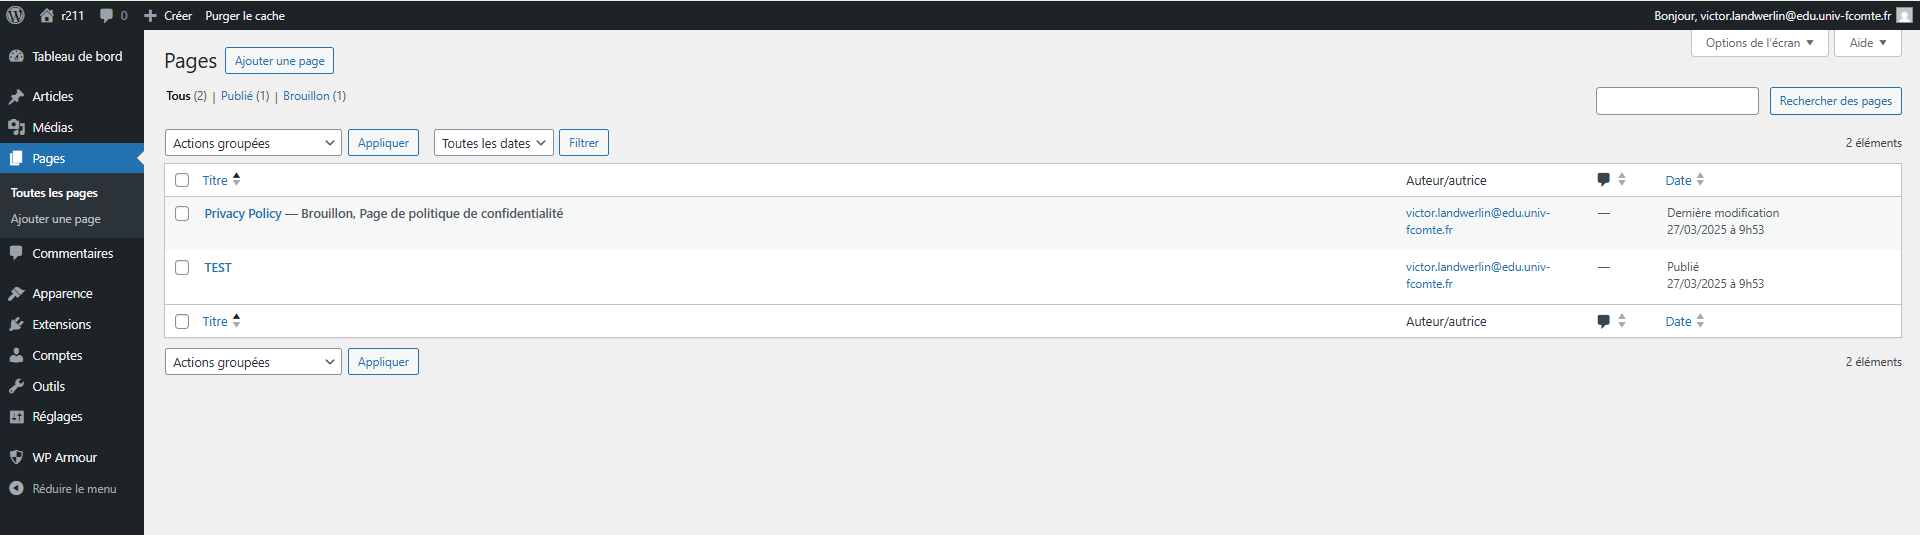 r211 0 Créer Purger le cache Bonjour, victor.landwerlin@edu.univ-fcomte.fr
Options de l'écran Aide
Tableau de bord
Articles
Médias
Pages
Toutes les pages
Ajouter une page
Commentaires
Apparence
Extensions
Comptes
Outils
Réglages
WP Armour
Réduire le menu
Pages Ajouter une page
Tous (2) | Publié (1) | Brouillon (1)
Rechercher des pages
Actions groupées Appliquer Toutes les dates Filtrer 2 éléments
Titre Auteur/autrice Date
Privacy Policy — Brouillon, Page de politique de confidentialité victor.landwerlin@edu.univ- — Dernière modification
fcomte.fr 27/03/2025 à 9h53
TEST victor.landwerlin@edu.univ- — Publié
fcomte.fr 27/03/2025 à 9h53
Titre Auteur/autrice Date
Actions groupées Appliquer 2 éléments